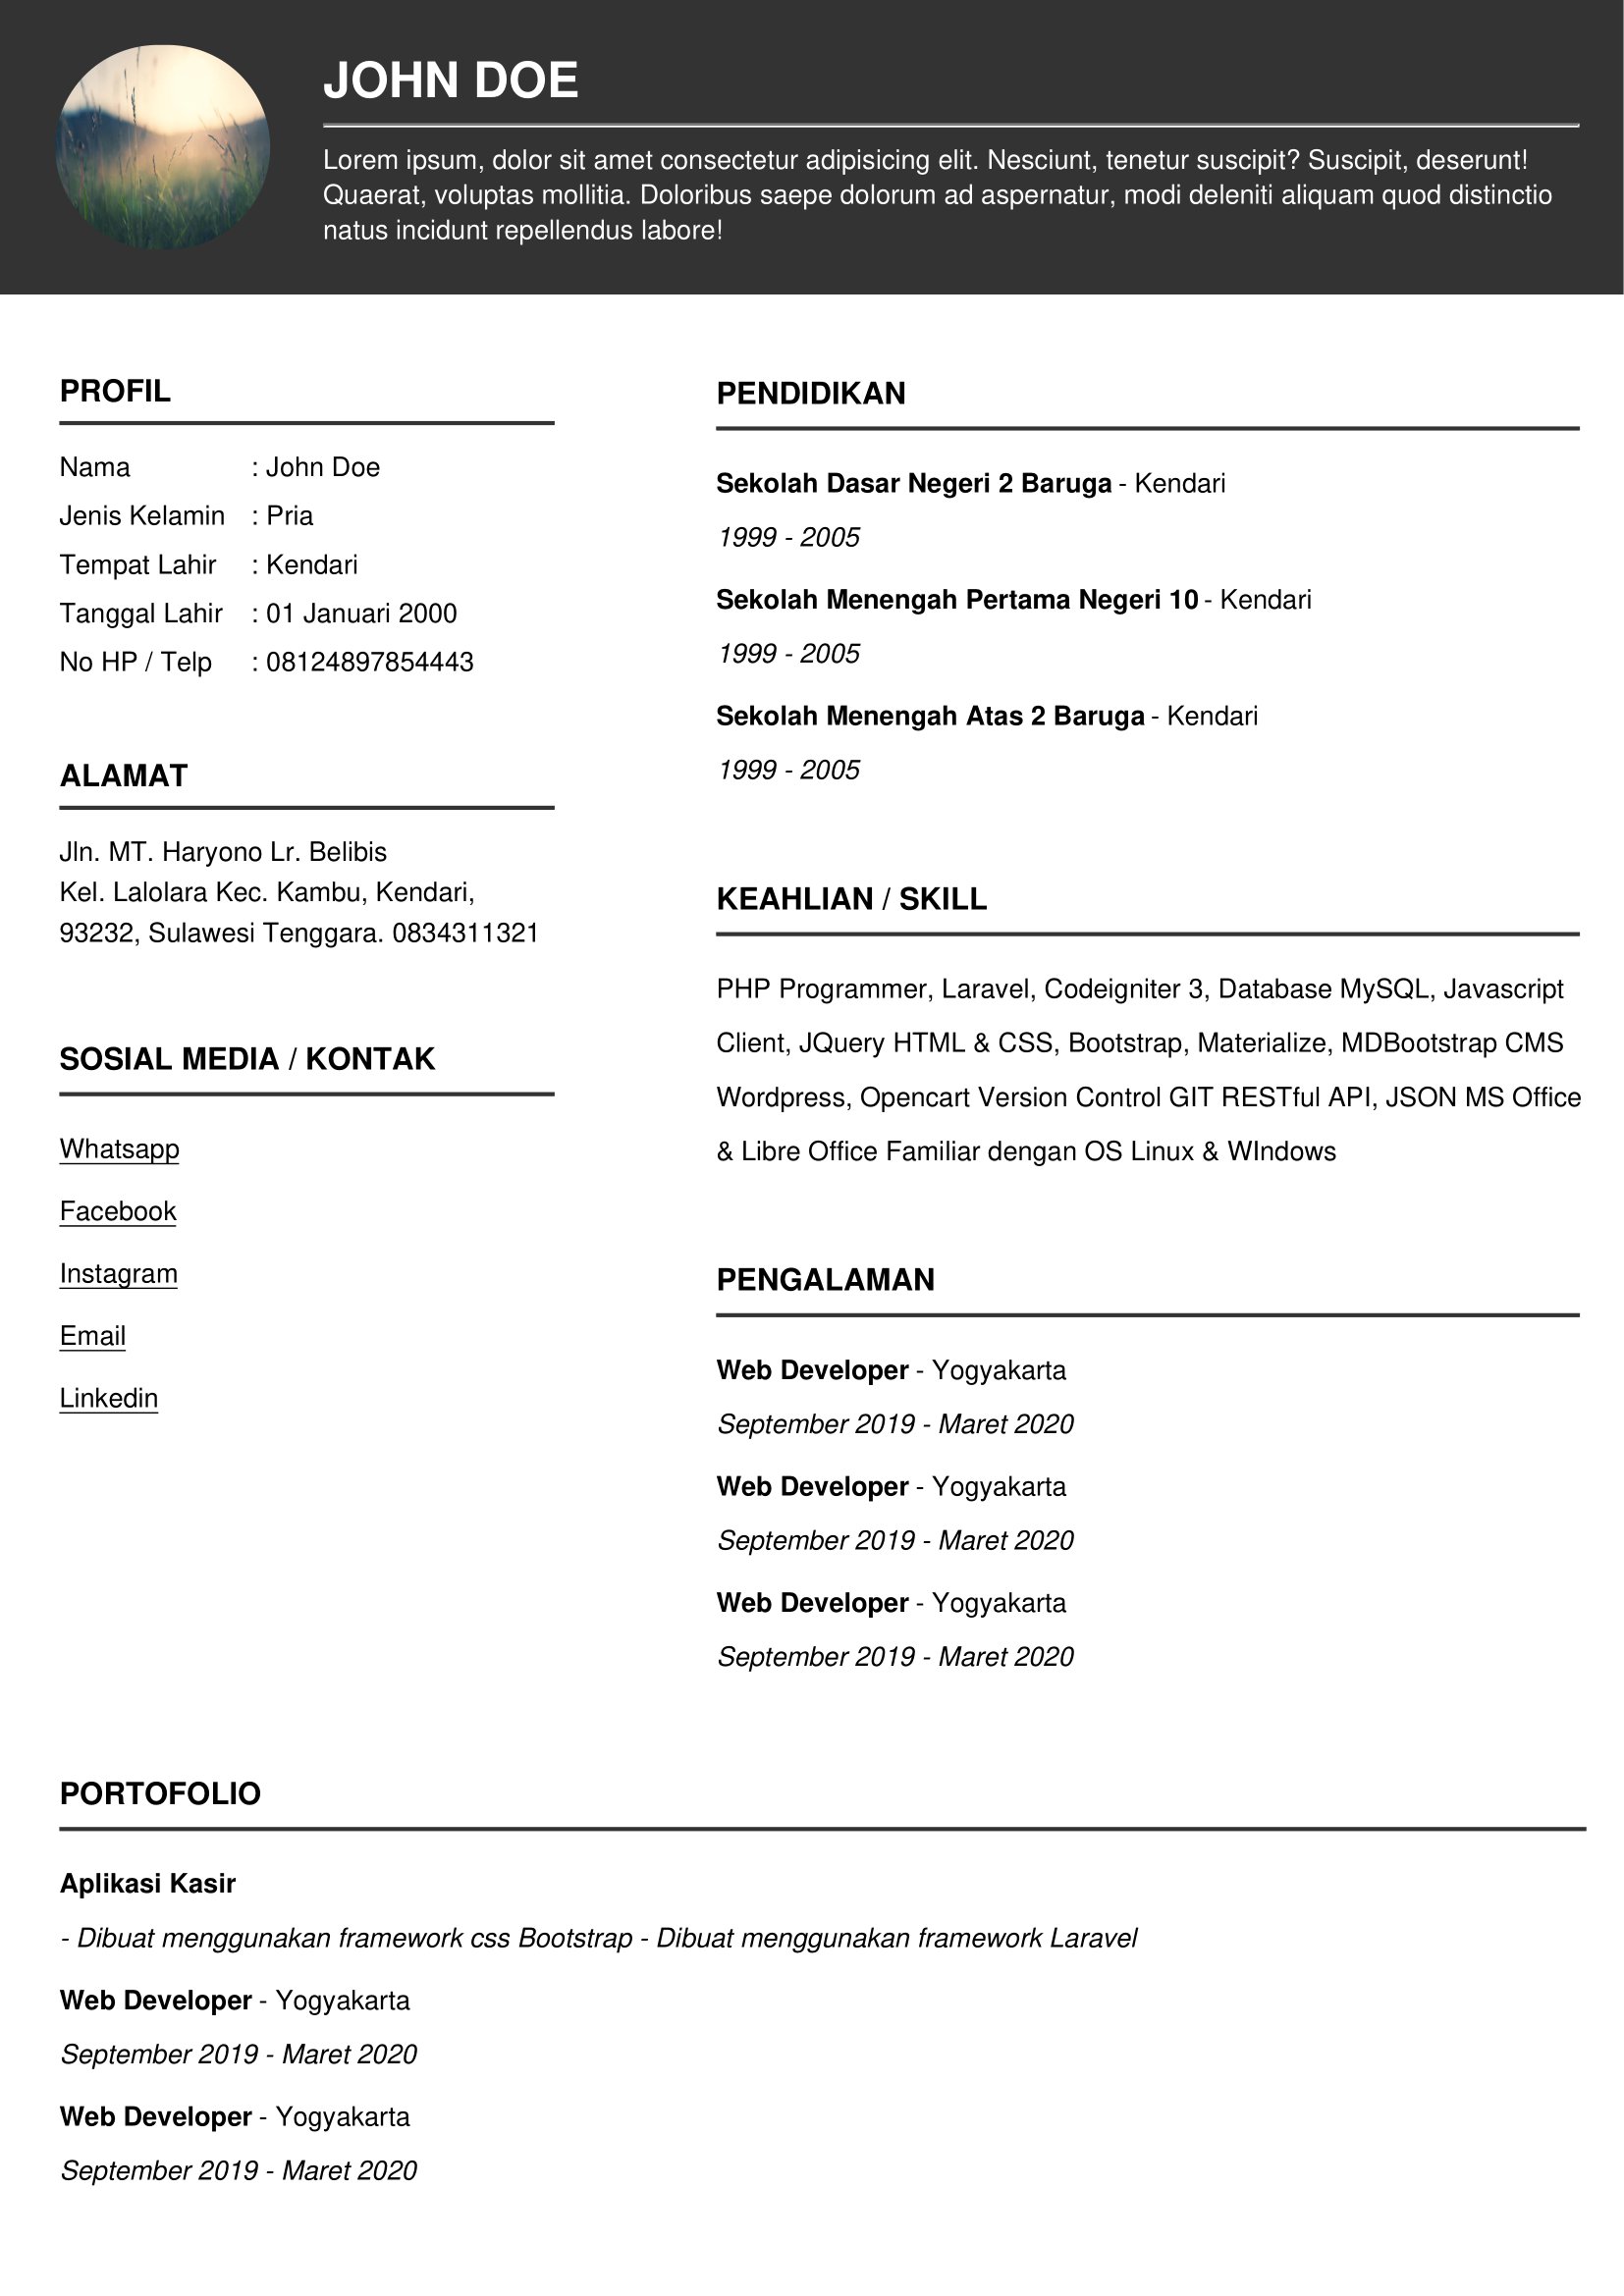 JOHN DOE
Lorem ipsum, dolor sit amet consectetur adipisicing elit. Nesciunt, tenetur suscipit? Suscipit, deserunt!
Quaerat, voluptas mollitia. Doloribus saepe dolorum ad aspernatur, modi deleniti aliquam quod distinctio
natus incidunt repellendus labore!
PROFIL
Nama : John Doe
Jenis Kelamin : Pria
Tempat Lahir : Kendari
Tanggal Lahir : 01 Januari 2000
No HP / Telp : 08124897854443
ALAMAT
Jln. MT. Haryono Lr. Belibis
Kel. Lalolara Kec. Kambu, Kendari,
93232, Sulawesi Tenggara. 0834311321
SOSIAL MEDIA / KONTAK
Whatsapp
Facebook
Instagram
Email
Linkedin
PENDIDIKAN
Sekolah Dasar Negeri 2 Baruga - Kendari
1999 - 2005
Sekolah Menengah Pertama Negeri 10 - Kendari
1999 - 2005
Sekolah Menengah Atas 2 Baruga - Kendari
1999 - 2005
KEAHLIAN / SKILL
PHP Programmer, Laravel, Codeigniter 3, Database MySQL, Javascript
Client, JQuery HTML & CSS, Bootstrap, Materialize, MDBootstrap CMS
Wordpress, Opencart Version Control GIT RESTful API, JSON MS Office
& Libre Office Familiar dengan OS Linux & WIndows
PENGALAMAN
Web Developer - Yogyakarta
September 2019 - Maret 2020
Web Developer - Yogyakarta
September 2019 - Maret 2020
Web Developer - Yogyakarta
September 2019 - Maret 2020
PORTOFOLIO
Aplikasi Kasir
- Dibuat menggunakan framework css Bootstrap - Dibuat menggunakan framework Laravel
Web Developer - Yogyakarta
September 2019 - Maret 2020
Web Developer - Yogyakarta
September 2019 - Maret 2020